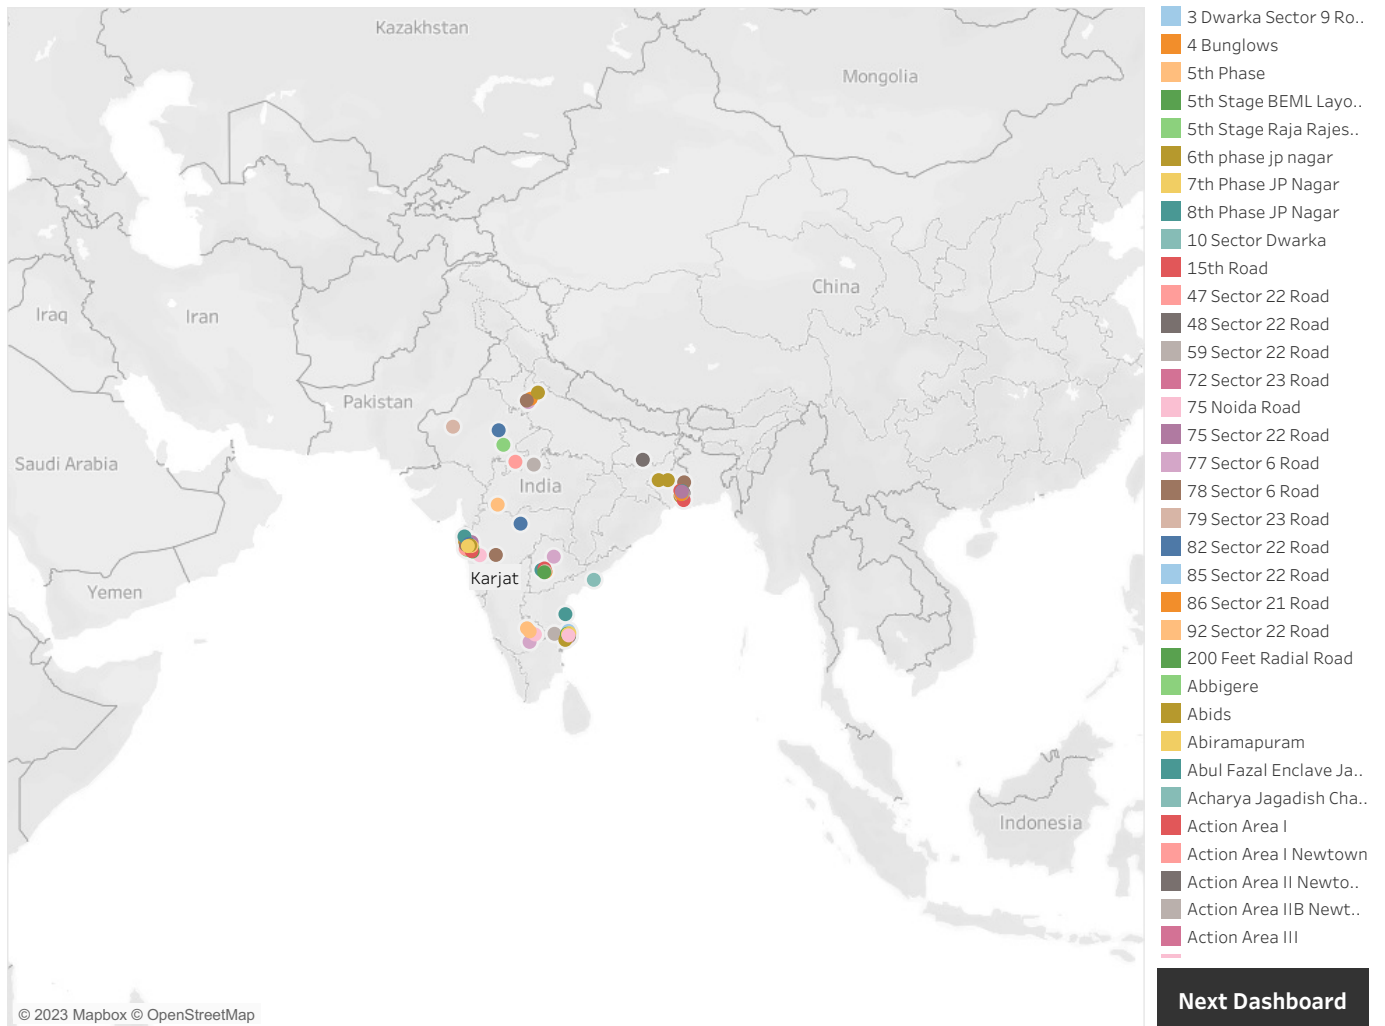 Kazakhstan
Mongolia
China
Iraq
Iran
Pakistan
Saudi Arabia
India
Karjat
Yemen
Indonesia
© 2023 Mapbox © OpenStreetMap
3 Dwarka Sector 9 Ro..
4 Bunglows
5th Phase
5th Stage BEML Layo..
5th Stage Raja Rajes..
6th phase jp nagar
7th Phase JP Nagar
8th Phase JP Nagar
10 Sector Dwarka
15th Road
47 Sector 22 Road
48 Sector 22 Road
59 Sector 22 Road
72 Sector 23 Road
75 Noida Road
75 Sector 22 Road
77 Sector 6 Road
78 Sector 6 Road
79 Sector 23 Road
82 Sector 22 Road
85 Sector 22 Road
86 Sector 21 Road
92 Sector 22 Road
200 Feet Radial Road
Abbigere
Abids
Abiramapuram
Abul Fazal Enclave Ja..
Acharya Jagadish Cha..
Action Area I
Action Area I Newtown
Action Area II Newto..
Action Area IIB Newt..
Action Area III
Next Dashboard